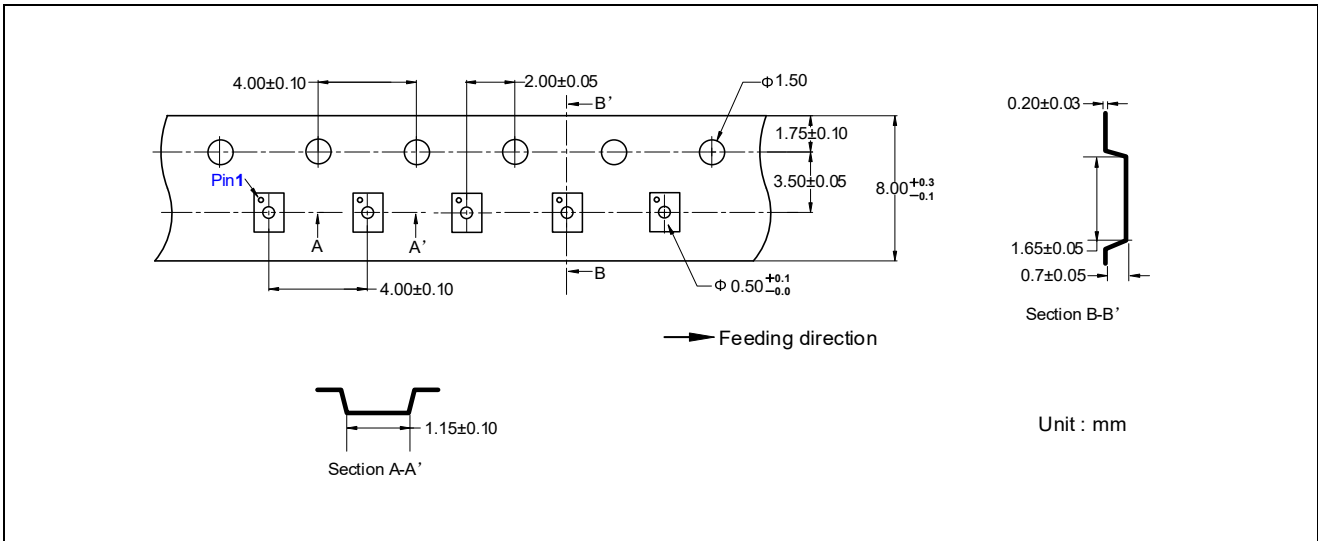 4.00±0.10
2.00±0.05
Φ1.50
B’
0.20±0.03
1.75±0.10
Pin1
3.50±0.05
8.00+0.3
−0.1
A
A’
1.65±0.05
B
0.7±0.05
4.00±0.10
Φ 0.50+0.1
−0.0
Section B-B’
Feeding direction
1.15±0.10
Unit : mm
Section A-A’